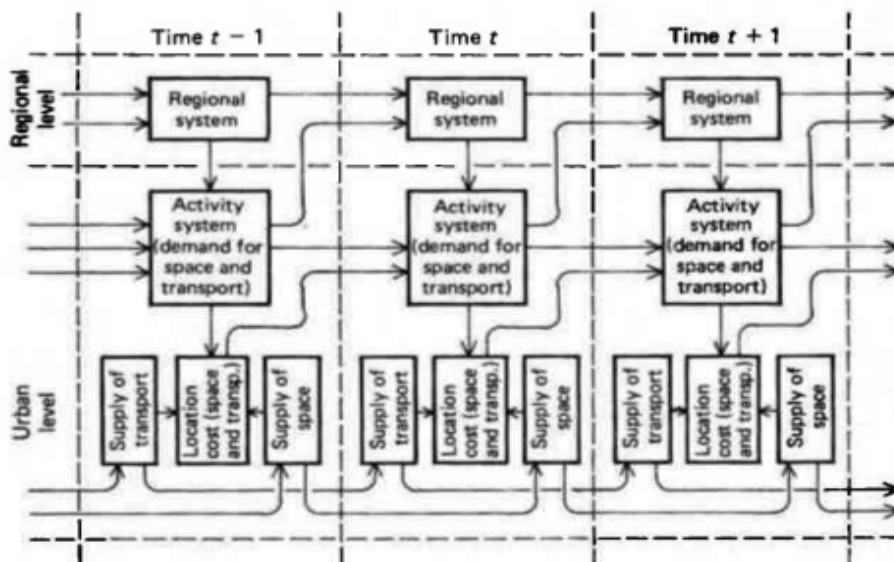 Time t − 1
Time t
Time t + 1
Regional
level
Regional
system
Regional
system
Regional
system
Activity
system
(demand for
space and
transport)
Activity
system
(demand for
space and
transport)
Activity
system
(demand for
space and
transport)
Urban
level
Supply of
transport
Location
cost (space
and transp.)
Supply of
space
Supply of
transport
Location
cost (space
and transp.)
Supply of
space
Supply of
transport
Location
cost (space
and transp.)
Supply of
space